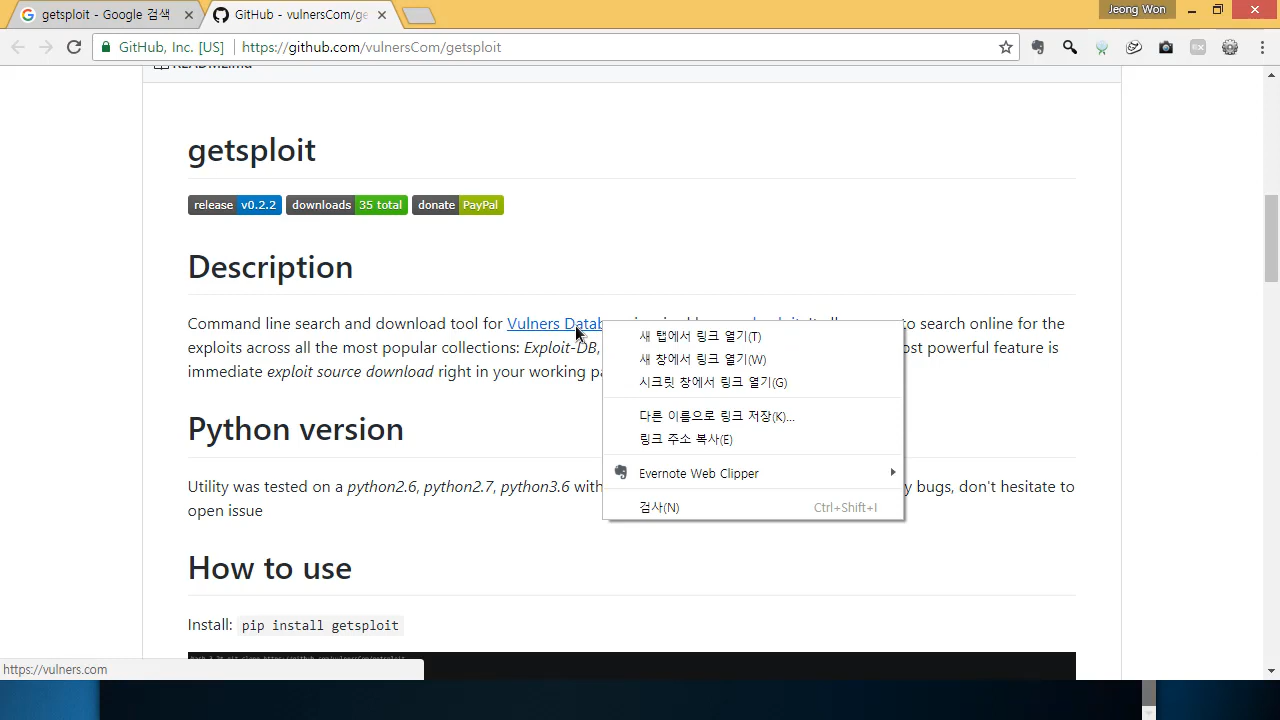 getsploit - Google 검색
GitHub - vulnersCom/ge
Jeong Won
GitHub, Inc. [US]
https://github.com/vulnersCom/getsploit
getsploit
release v0.2.2
downloads 35 total
donate PayPal
Description
Command line search and download tool for Vulners Datab to search online for the
exploits across all the most popular collections: Exploit-DB, ost powerful feature is
immediate exploit source download right in your working pa
Python version
Utility was tested on a python2.6, python2.7, python3.6 with y bugs, don't hesitate to
open issue
How to use
Install: pip install getsploit
새 탭에서 링크 열기(T)
새 창에서 링크 열기(W)
시크릿 창에서 링크 열기(G)
다른 이름으로 링크 저장(K)...
링크 주소 복사(E)
Evernote Web Clipper
검사(N) Ctrl+Shift+I
https://vulners.com